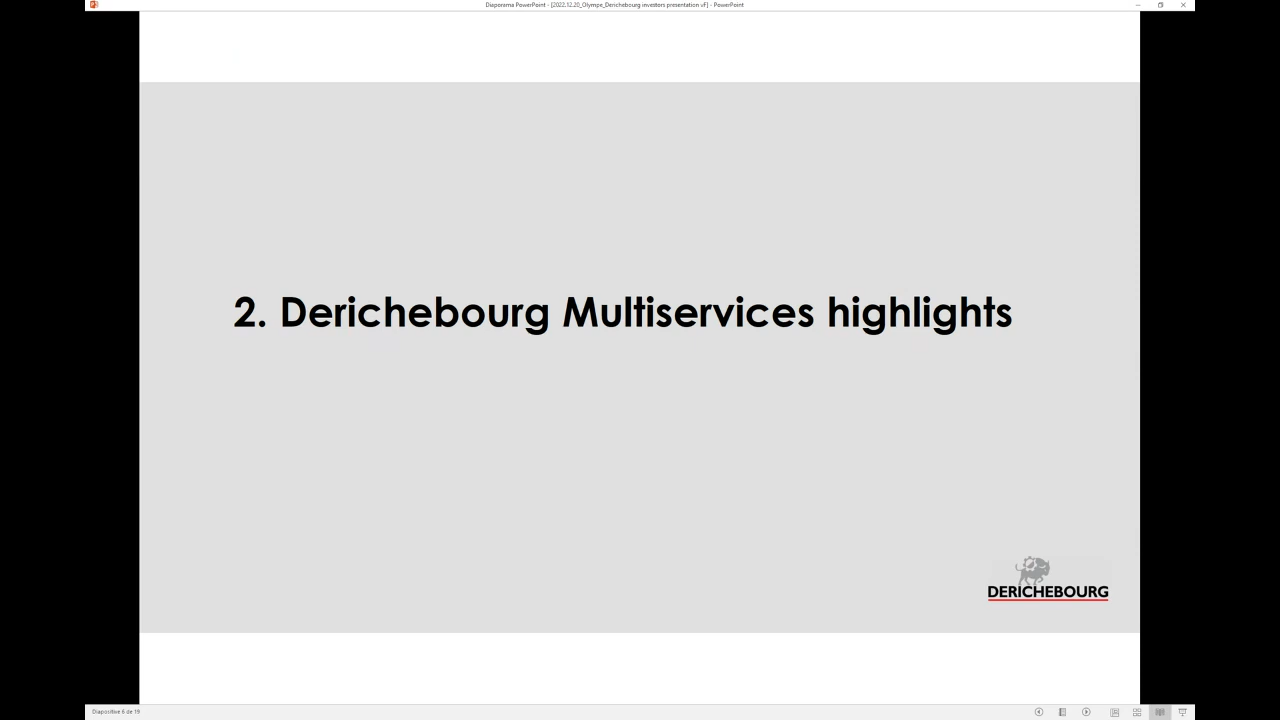 Diaporama PowerPoint - [2022.12.20_Olympe_Derichebourg investors presentation vF] - PowerPoint
2. Derichebourg Multiservices highlights
DERICHEBOURG
Diapositive 6 de 19